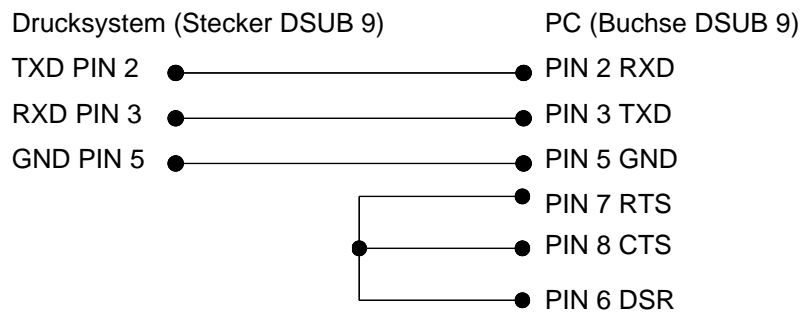 Drucksystem (Stecker DSUB 9) PC (Buchse DSUB 9)
TXD PIN 2 PIN 2 RXD
RXD PIN 3 PIN 3 TXD
GND PIN 5 PIN 5 GND
PIN 7 RTS
PIN 8 CTS
PIN 6 DSR